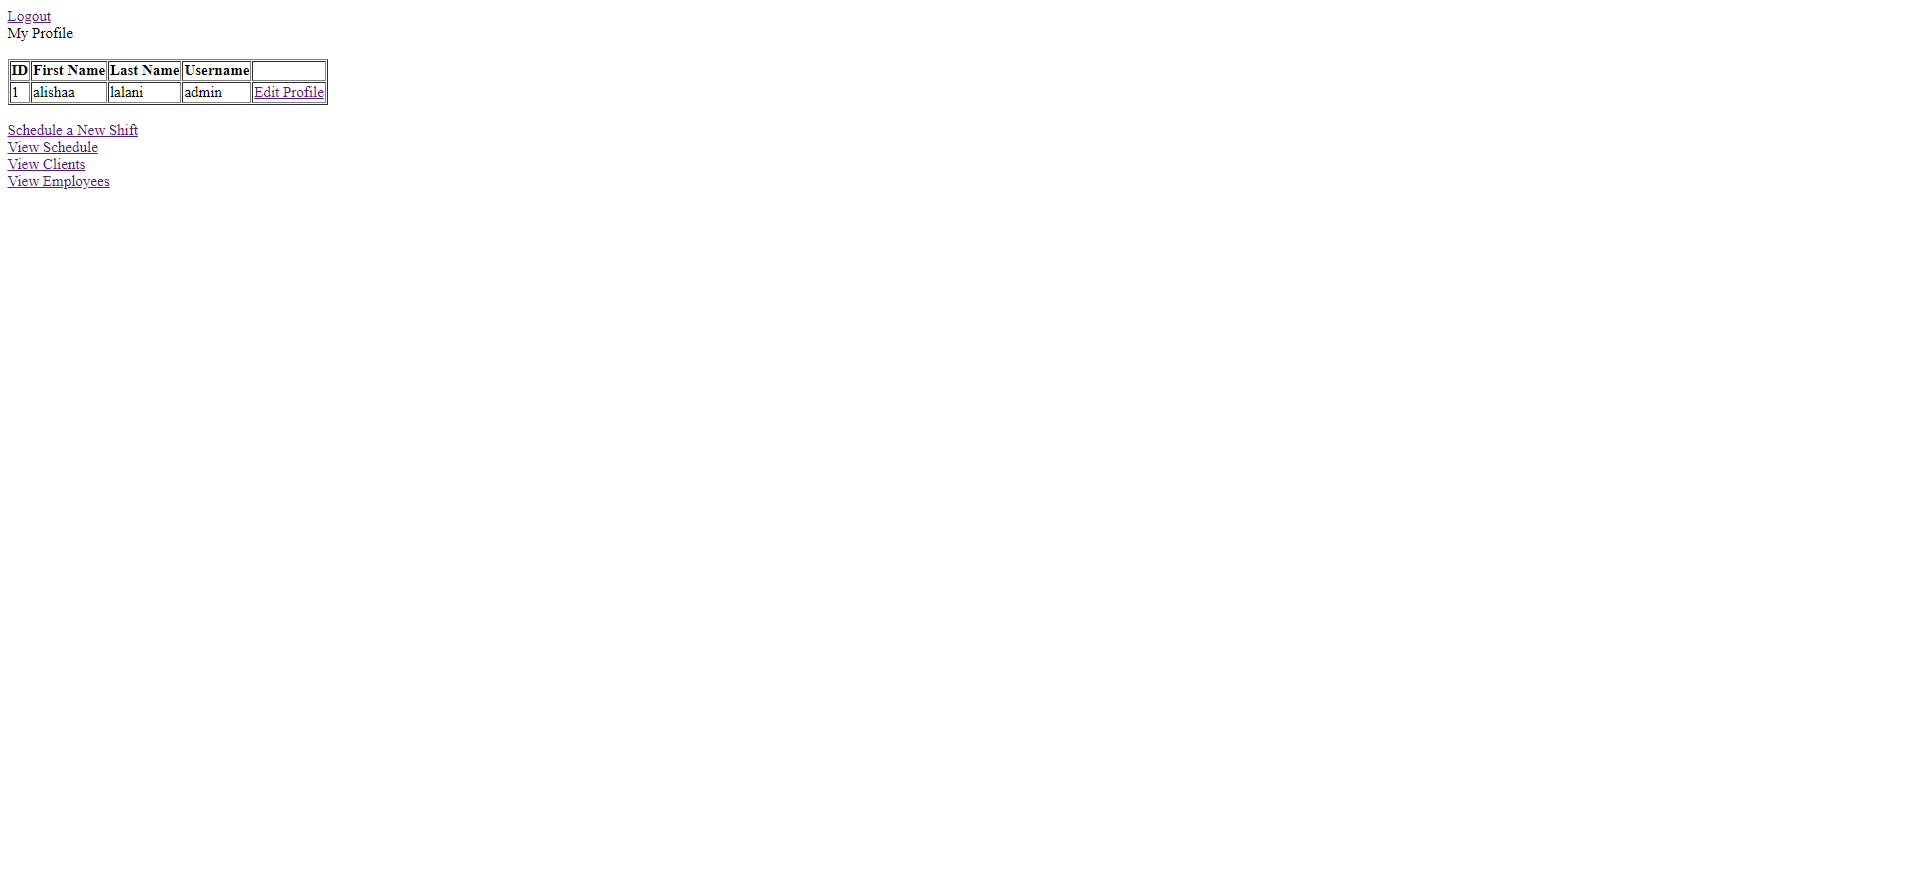 Logout
My Profile
ID First Name Last Name Username
1 alishaa lalani admin Edit Profile
Schedule a New Shift
View Schedule
View Clients
View Employees